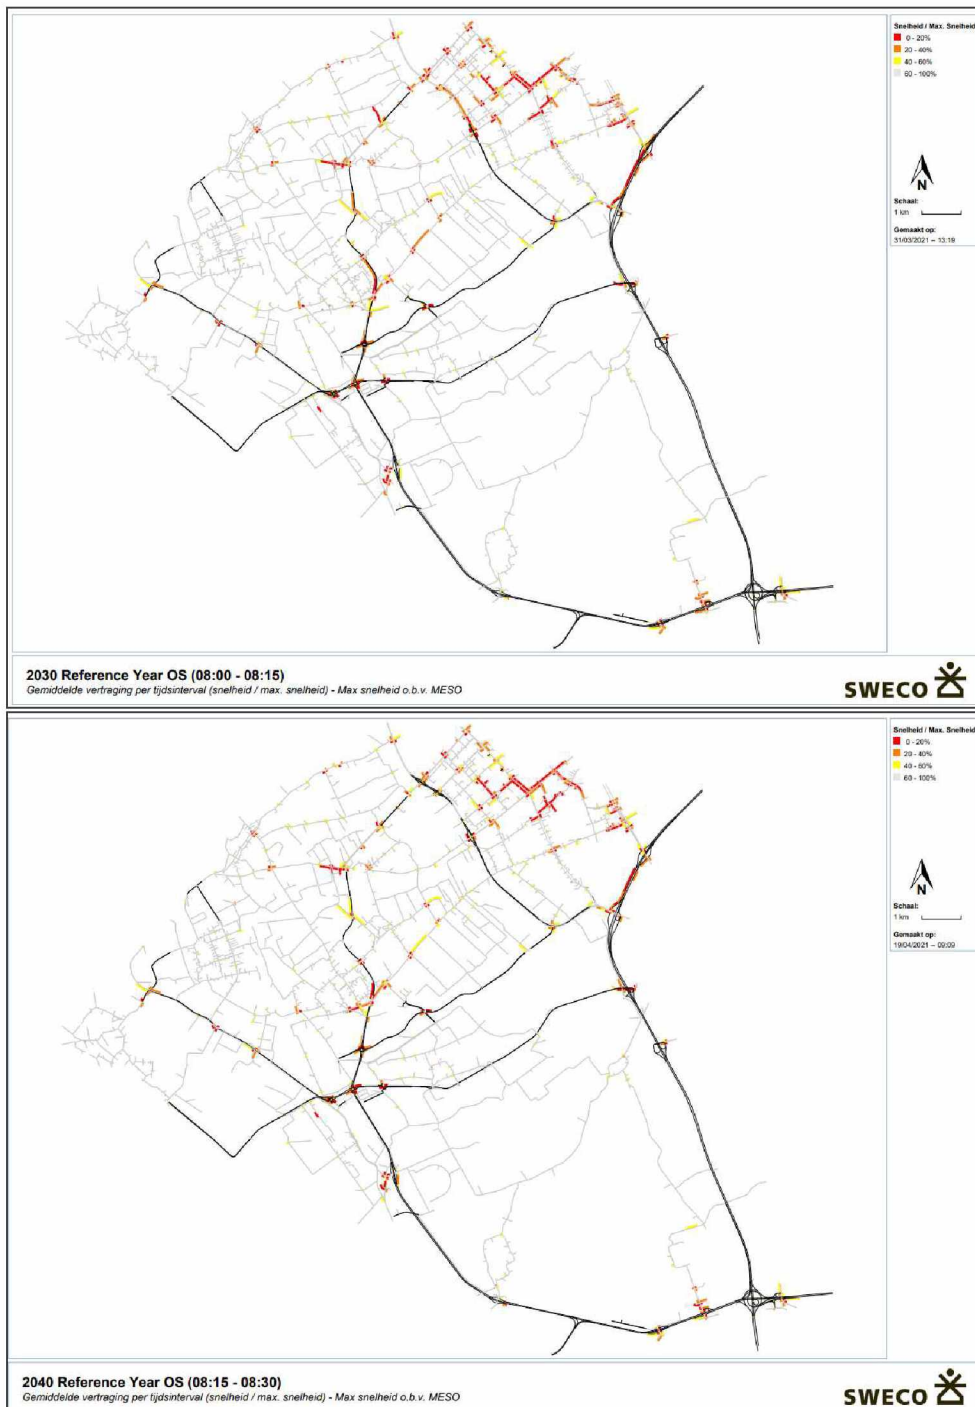 Snelheid / Max. Snelheid
0 - 20%
20 - 40%
40 - 60%
60 - 100%
N
Schaal:
1 km
Gemaakt op:
31/03/2021 – 13:19
2030 Reference Year OS (08:00 - 08:15)
Gemiddelde vertraging per tijdsinterval (snelheid / max. snelheid) - Max snelheid o.b.v. MESO
SWECO
Snelheid / Max. Snelheid
0 - 20%
20 - 40%
40 - 60%
60 - 100%
N
Schaal:
1 km
Gemaakt op:
19/04/2021 – 09:09
2040 Reference Year OS (08:15 - 08:30)
Gemiddelde vertraging per tijdsinterval (snelheid / max. snelheid) - Max snelheid o.b.v. MESO
SWECO